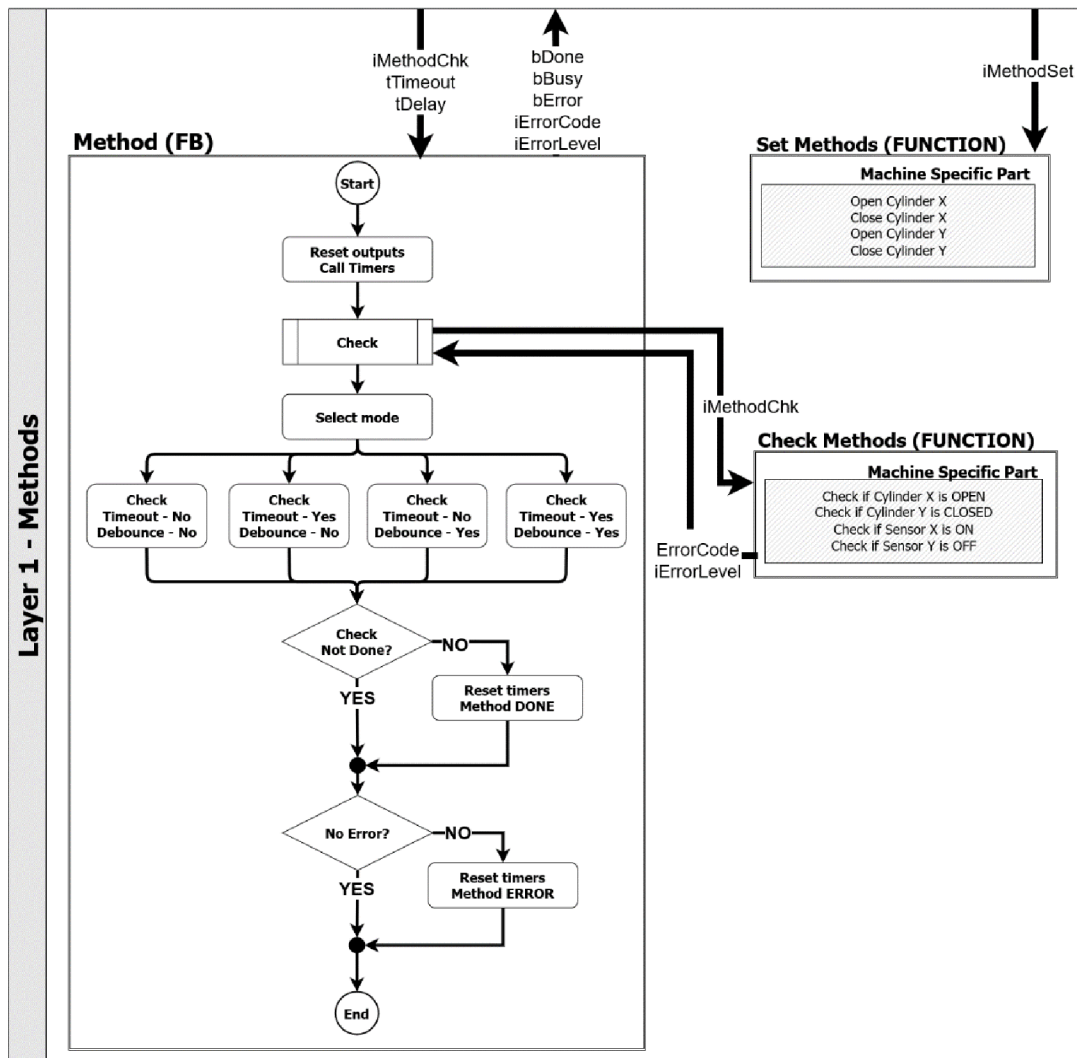 Layer 1 - Methods
iMethodChk
tTimeout
tDelay
bDone
bBusy
bError
iErrorCode
iErrorLevel
iMethodSet
Method (FB)
Start
Reset outputs
Call Timers
Check
Select mode
Check
Timeout - No
Debounce - No
Check
Timeout - Yes
Debounce - No
Check
Timeout - No
Debounce - Yes
Check
Timeout - Yes
Debounce - Yes
Check
Not Done?
NO
YES
Reset timers
Method DONE
No Error?
NO
YES
Reset timers
Method ERROR
End
Set Methods (FUNCTION)
Machine Specific Part
Open Cylinder X
Close Cylinder X
Open Cylinder Y
Close Cylinder Y
iMethodChk
Check Methods (FUNCTION)
Machine Specific Part
Check if Cylinder X is OPEN
Check if Cylinder Y is CLOSED
Check if Sensor X is ON
Check if Sensor Y is OFF
ErrorCode
iErrorLevel